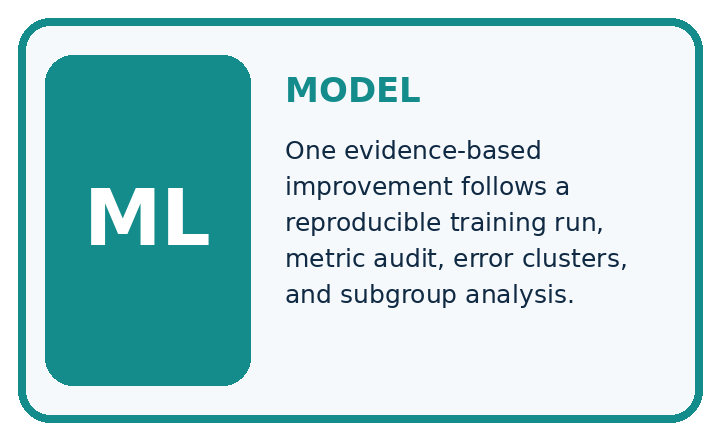 ML
MODEL
One evidence-based
improvement follows a
reproducible training run,
metric audit, error clusters,
and subgroup analysis.